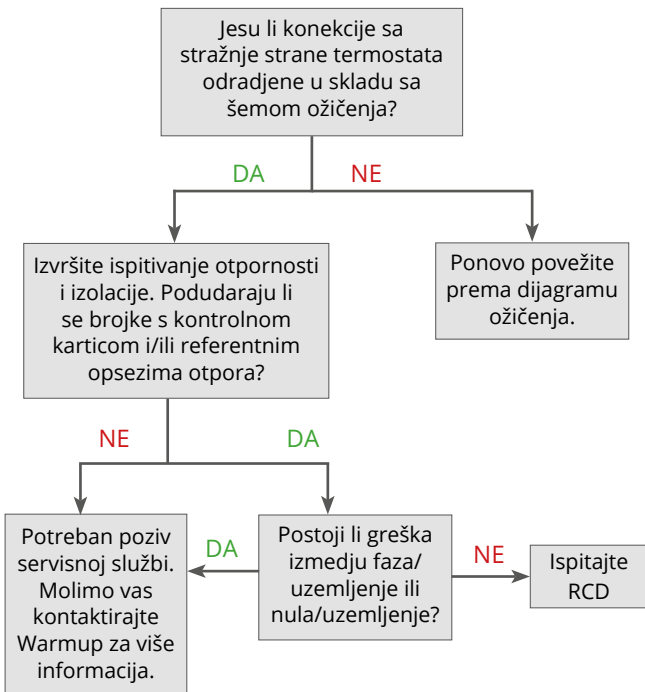 Jesu li konekcije sa
stražnje strane termostata
odradjene u skladu sa
šemom ožičenja?
DA
NE
Izvršite ispitivanje otpornosti
i izolacije. Podudaraju li
se brojke s kontrolnom
karticom i/ili referentnim
opsezima otpora?
Ponovo povežite
prema dijagramu
ožičenja.
NE
DA
Potreban poziv
servisnoj službi.
Molimo vas
kontaktirajte
Warmup za više
informacija.
DA
Postoji li greška
izmedju faza/
uzemljenje ili
nula/uzemljenje?
NE
Ispitajte
RCD